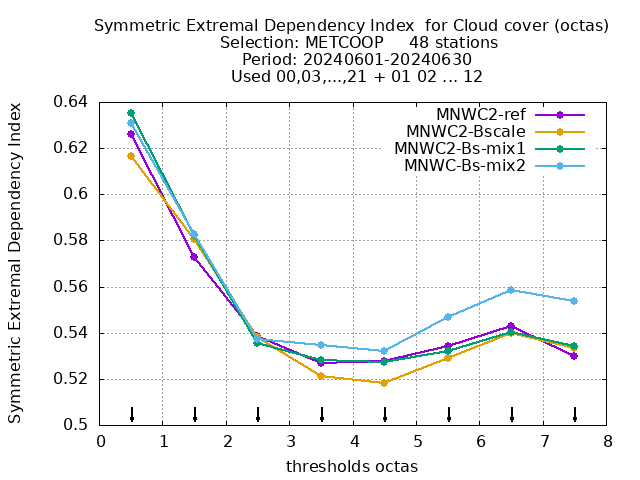 Symmetric Extremal Dependency Index  for Cloud cover (octas)
Selection: METCOOP     48 stations
Period: 20240601-20240630
Used 00,03,...,21 + 01 02 ... 12
MNWC2-ref
MNWC2-Bscale
MNWC2-Bs-mix1
MNWC-Bs-mix2
Symmetric Extremal Dependency Index
0.64
0.62
0.6
0.58
0.56
0.54
0.52
0.5
0 1 2 3 4 5 6 7 8
thresholds octas